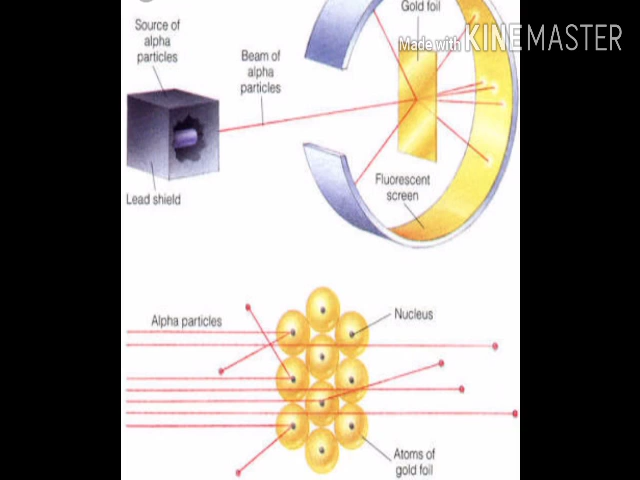 Gold foil
Made with KINEMASTER
Source of
alpha
particles
Beam of
alpha
particles
Lead shield
Fluorescent
screen
Alpha particles
Nucleus
Atoms of
gold foil